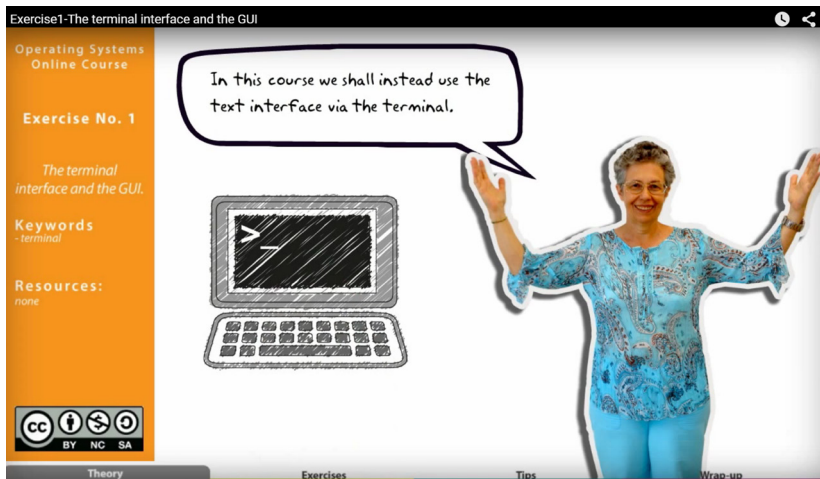 Exercise1-The terminal interface and the GUI
Operating Systems
Online Course
Exercise No. 1
The terminal
interface and the GUI.
Keywords
- terminal
Resources:
none
In this course we shall instead use the
text interface via the terminal.
>_
cc
BY NC SA
Theory
Exercises
Tips
Wrap-up